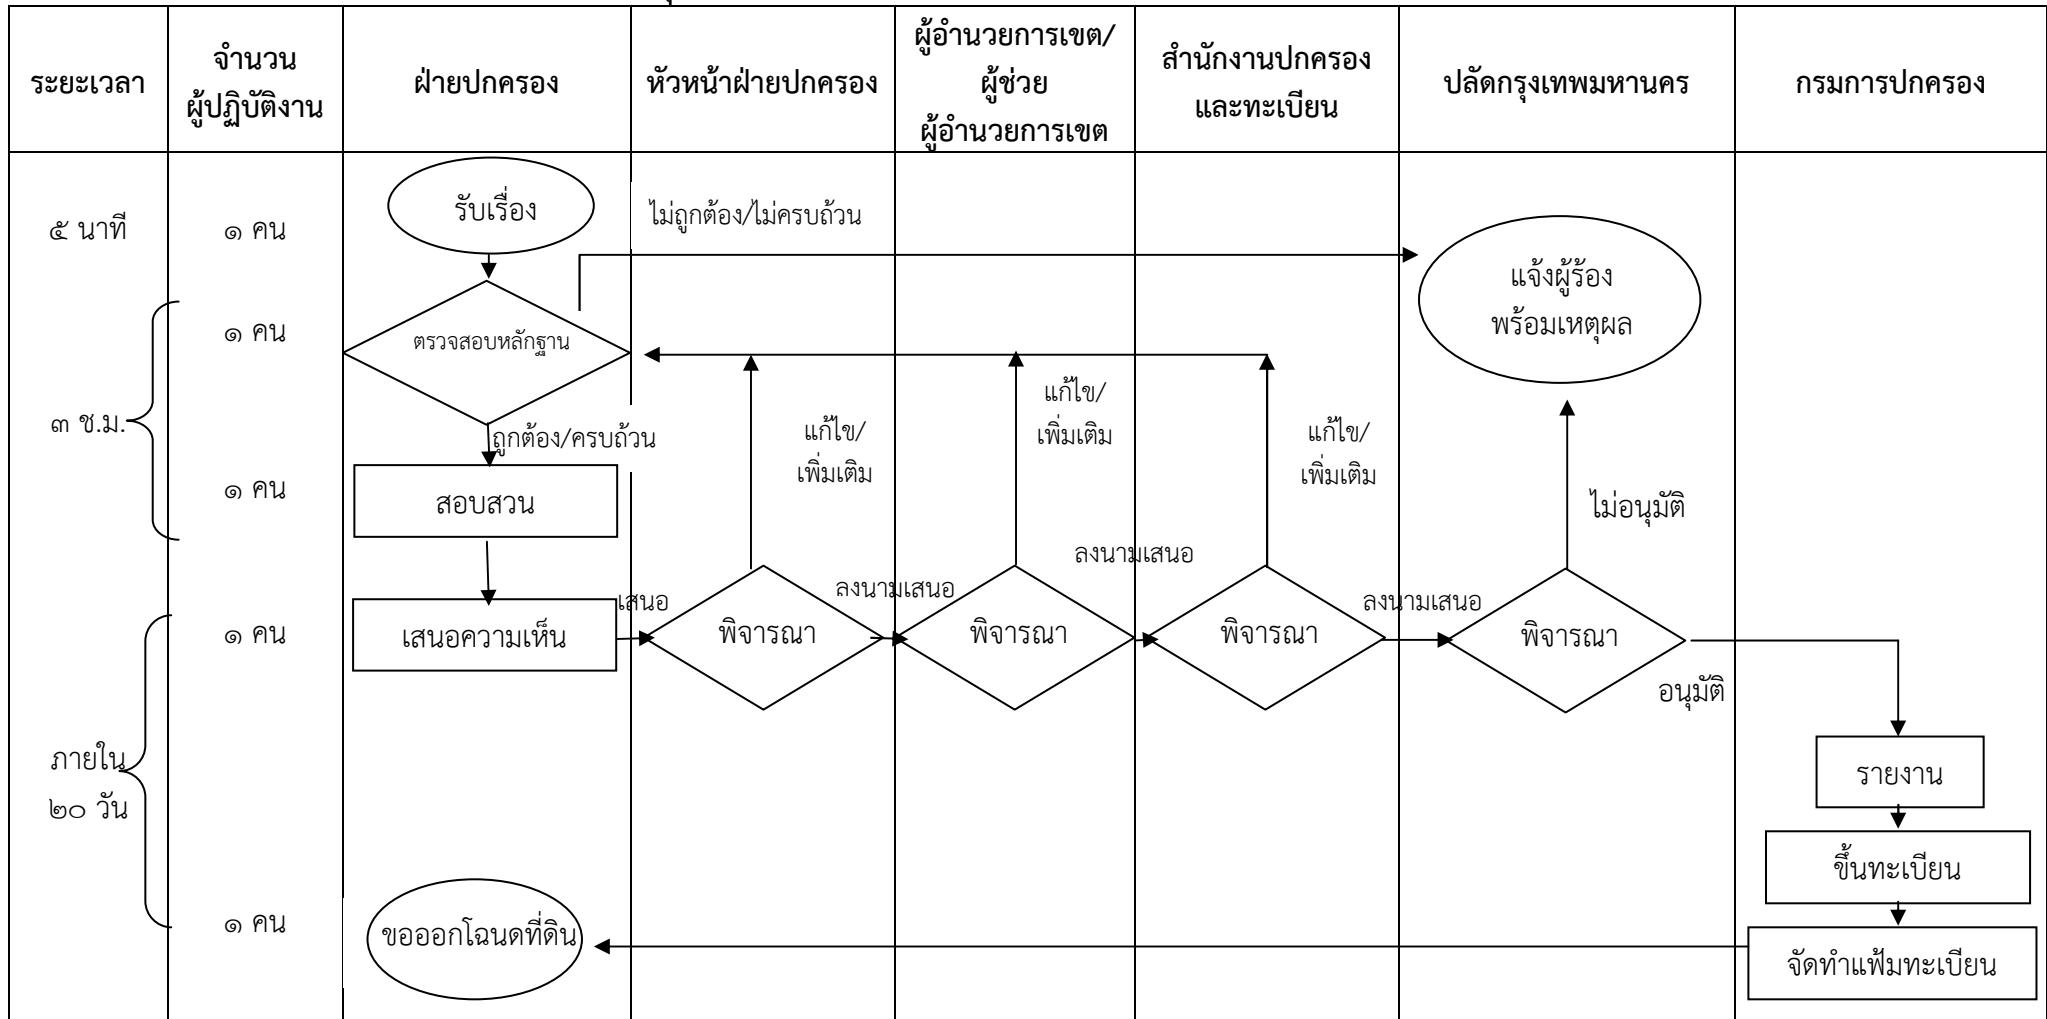 ระยะเวลา
จำนวน
ผู้ปฏิบัติงาน
ฝ่ายปกครอง
หัวหน้าฝ่ายปกครอง
ผู้อำนวยการเขต/
ผู้ช่วย
ผู้อำนวยการเขต
สำนักงานปกครอง
และทะเบียน
ปลัดกรุงเทพมหานคร
กรมการปกครอง
๕ นาที
๑ คน
รับเรื่อง
ไม่ถูกต้อง/ไม่ครบถ้วน
แจ้งผู้ร้อง
พร้อมเหตุผล
๑ คน
ตรวจสอบหลักฐาน
๓ ช.ม.
ถูกต้อง/ครบถ้วน
แก้ไข/
เพิ่มเติม
แก้ไข/
เพิ่มเติม
แก้ไข/
เพิ่มเติม
๑ คน
สอบสวน
ไม่อนุมัติ
๑ คน
เสนอความเห็น
เสนอ
พิจารณา
ลงนามเสนอ
พิจารณา
ลงนามเสนอ
พิจารณา
ลงนามเสนอ
พิจารณา
อนุมัติ
ภายใน
๒๐ วัน
รายงาน
ขึ้นทะเบียน
๑ คน
ขอออกโฉนดที่ดิน
จัดทำแฟ้มทะเบียน